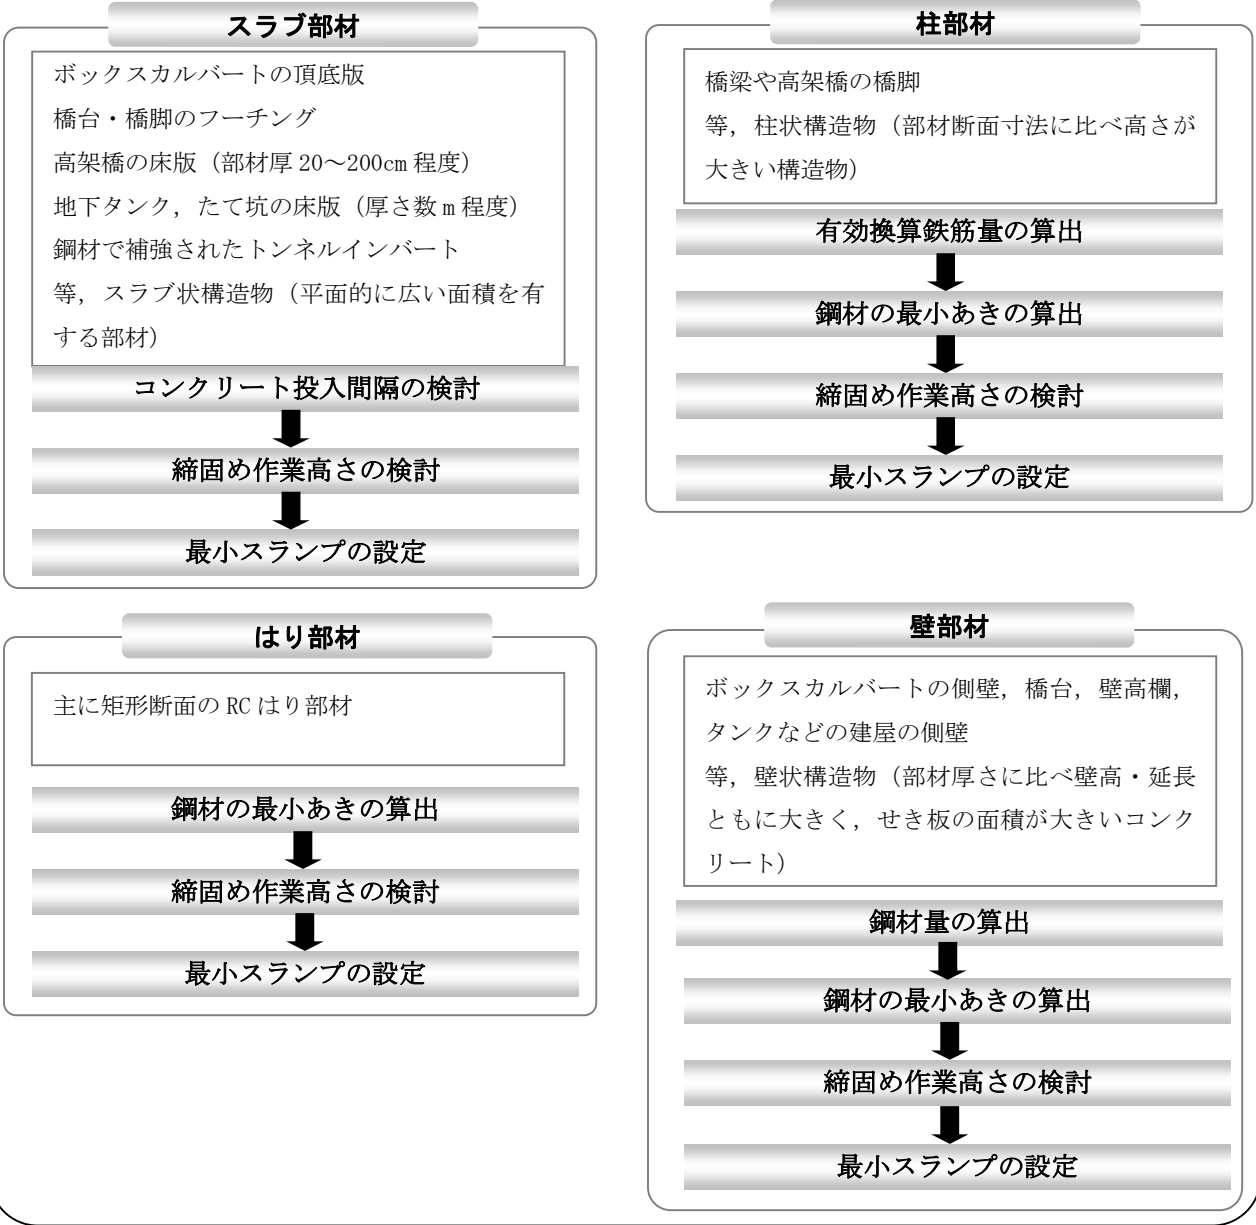 スラブ部材
ボックスカルバートの頂底版
橋台・橋脚のフーチング
高架橋の床版（部材厚 20～200cm 程度）
地下タンク，たて坑の床版（厚さ数 m 程度）
鋼材で補強されたトンネルインバート
等，スラブ状構造物（平面的に広い面積を有
する部材）
コンクリート投入間隔の検討
締固め作業高さの検討
最小スランプの設定
柱部材
橋梁や高架橋の橋脚
等，柱状構造物（部材断面寸法に比べ高さが
大きい構造物）
有効換算鉄筋量の算出
鋼材の最小あきの算出
締固め作業高さの検討
最小スランプの設定
はり部材
主に矩形断面の RC はり部材
鋼材の最小あきの算出
締固め作業高さの検討
最小スランプの設定
壁部材
ボックスカルバートの側壁，橋台，壁高欄，
タンクなどの建屋の側壁
等，壁状構造物（部材厚さに比べ壁高・延長
ともに大きく，せき板の面積が大きいコンク
リート）
鋼材量の算出
鋼材の最小あきの算出
締固め作業高さの検討
最小スランプの設定